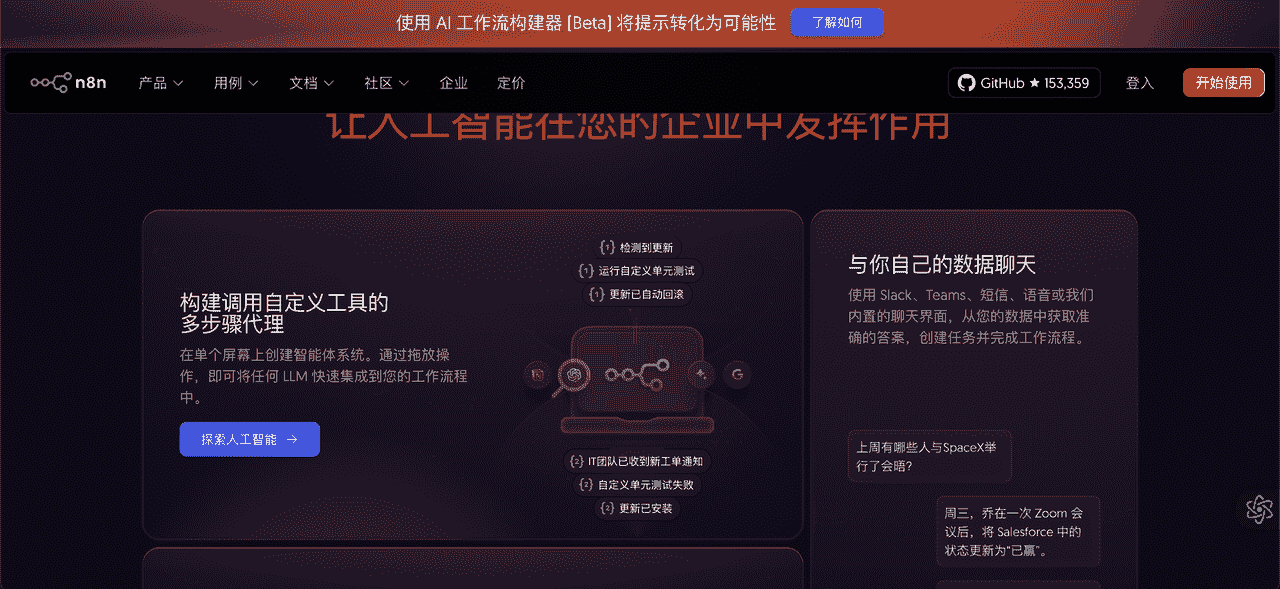 使用 AI 工作流构建器 [Beta] 将提示转化为可能性
了解如何
n8n
产品
用例
文档
社区
企业
定价
GitHub ★ 153,359
登入
开始使用
让人工智能在您的企业中发挥作用
{1} 检测到更新
{1} 运行自定义单元测试
{1} 更新已自动回滚
构建调用自定义工具的
多步骤代理
在单个屏幕上创建智能体系统。通过拖放操
作，即可将任何 LLM 快速集成到您的工作流程
中。
探索人工智能 →
G
{2} IT团队已收到新工单通知
{2} 自定义单元测试失败
{2} 更新已安装
与你自己的数据聊天
使用 Slack、Teams、短信、语音或我们
内置的聊天界面，从您的数据中获取准
确的答案，创建任务并完成工作流程。
上周有哪些人与SpaceX举
行了会晤?
周三，乔在一次 Zoom 会
议后，将 Salesforce 中的
状态更新为“已赢”。